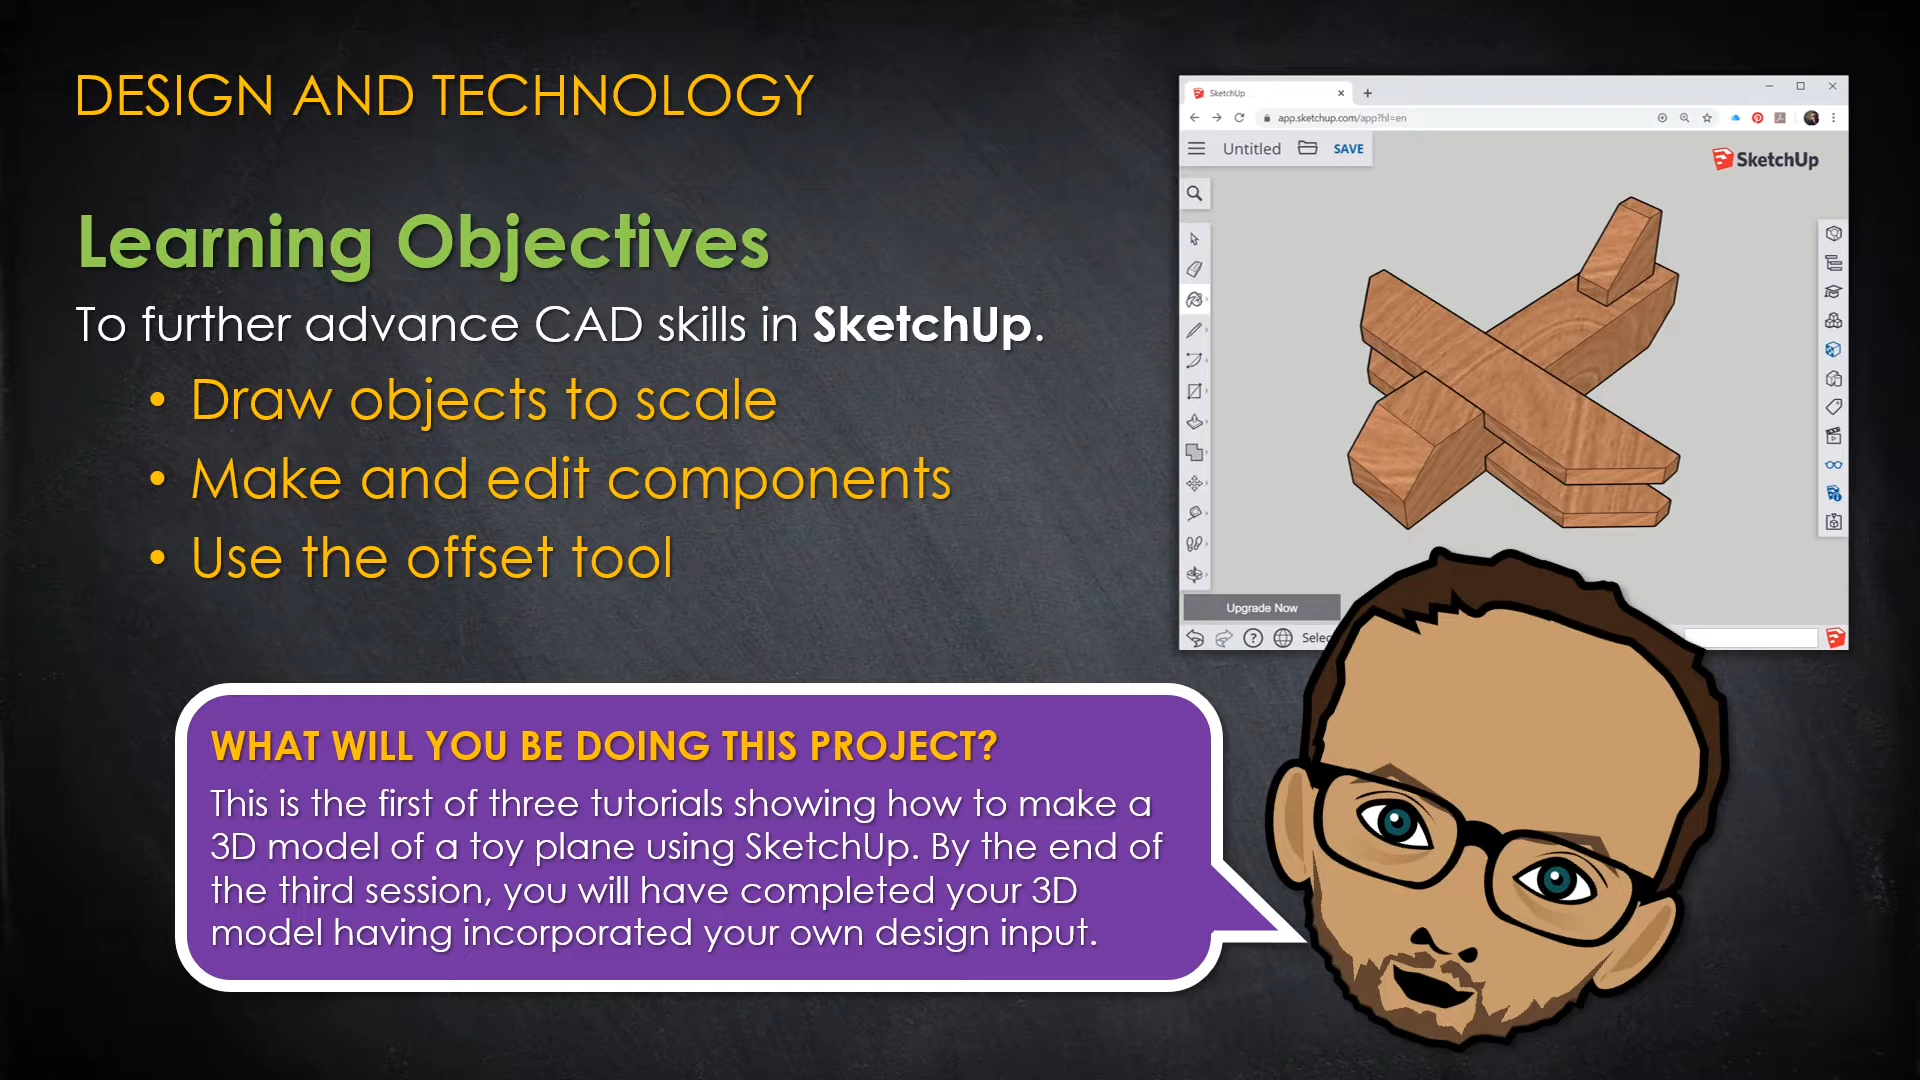 DESIGN AND TECHNOLOGY
Learning Objectives
To further advance CAD skills in SketchUp.
• Draw objects to scale
• Make and edit components
• Use the offset tool
SketchUp
app.sketchup.com/app?hl=en
Untitled SAVE
SketchUp
Upgrade Now
Selec
WHAT WILL YOU BE DOING THIS PROJECT?
This is the first of three tutorials showing how to make a
3D model of a toy plane using SketchUp. By the end of
the third session, you will have completed your 3D
model having incorporated your own design input.